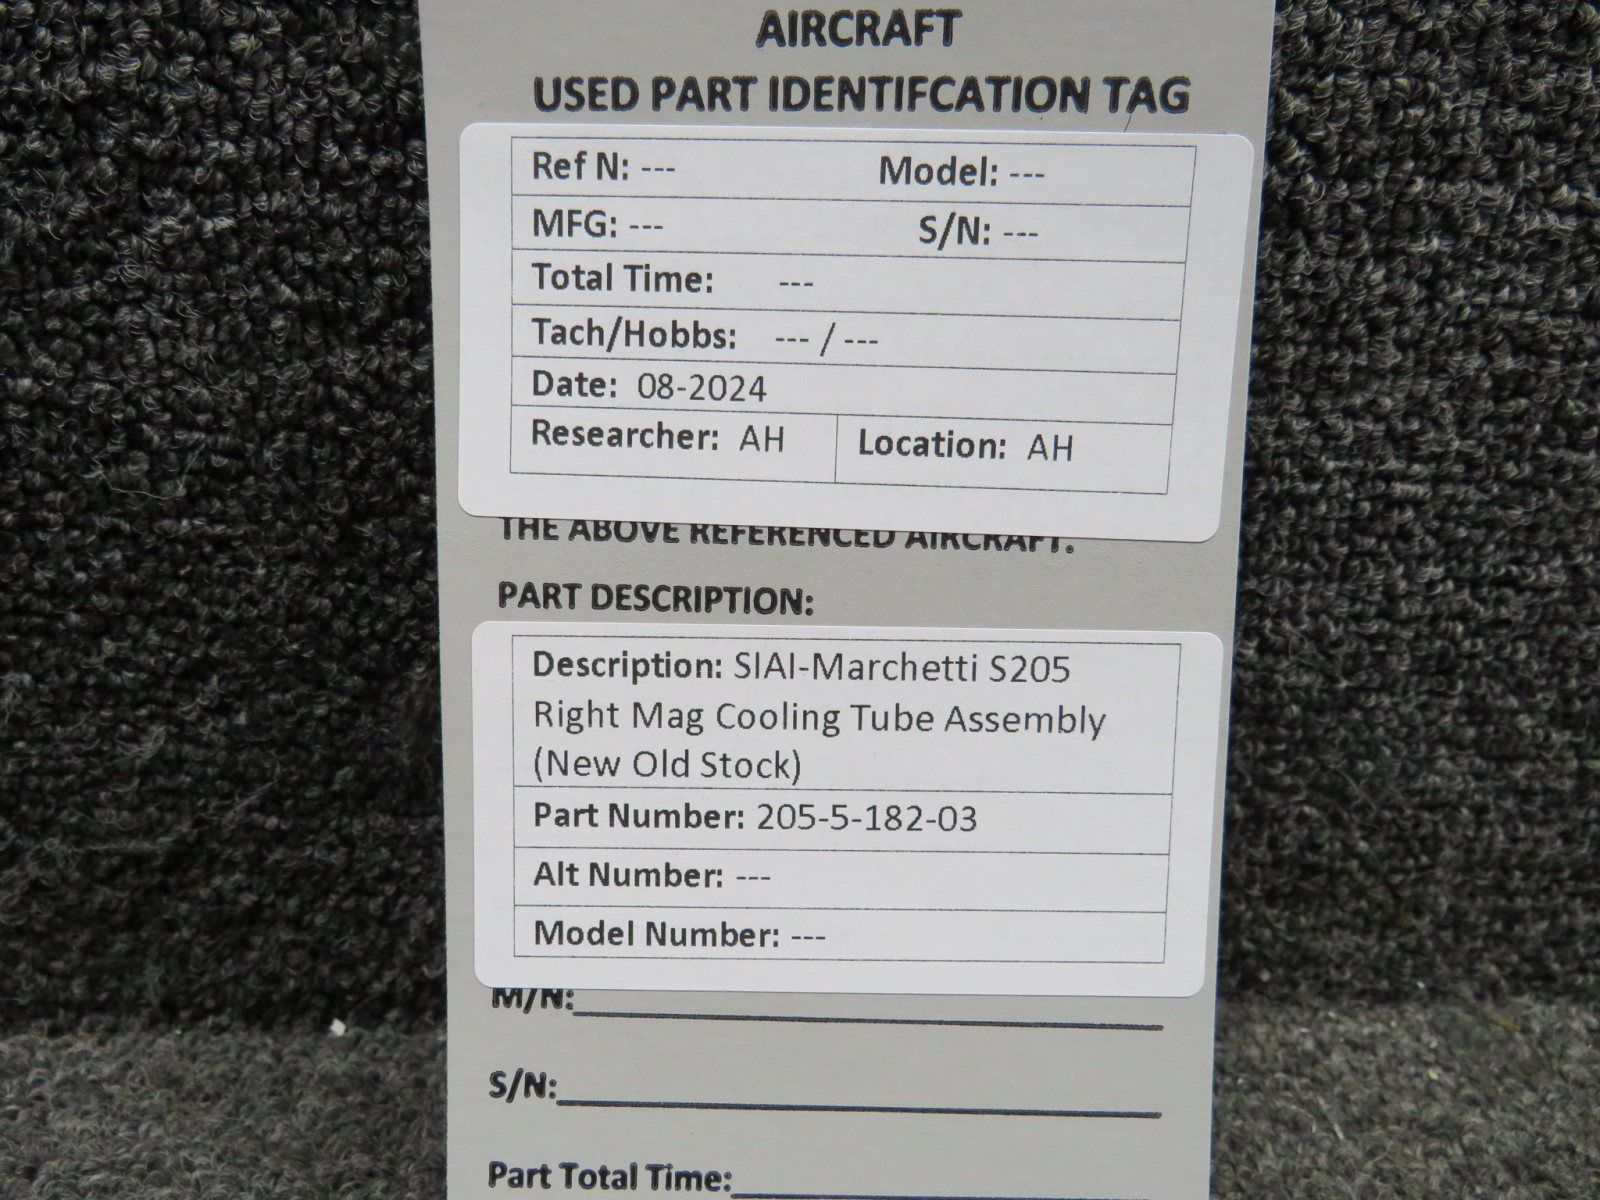 AIRCRAFT
USED PART IDENTIFCATION TAG
Ref N: --- Model: ---
MFG: --- S/N: ---
Total Time: ---
Tach/Hobbs: --- / ---
Date: 08-2024
Researcher: AH Location: AH
THE ABOVE REFERENCED AIRCRAFT.
PART DESCRIPTION:
Description: SIAI-Marchetti S205
Right Mag Cooling Tube Assembly
(New Old Stock)
Part Number: 205-5-182-03
Alt Number: ---
Model Number: ---
M/N:
S/N:
Part Total Time: